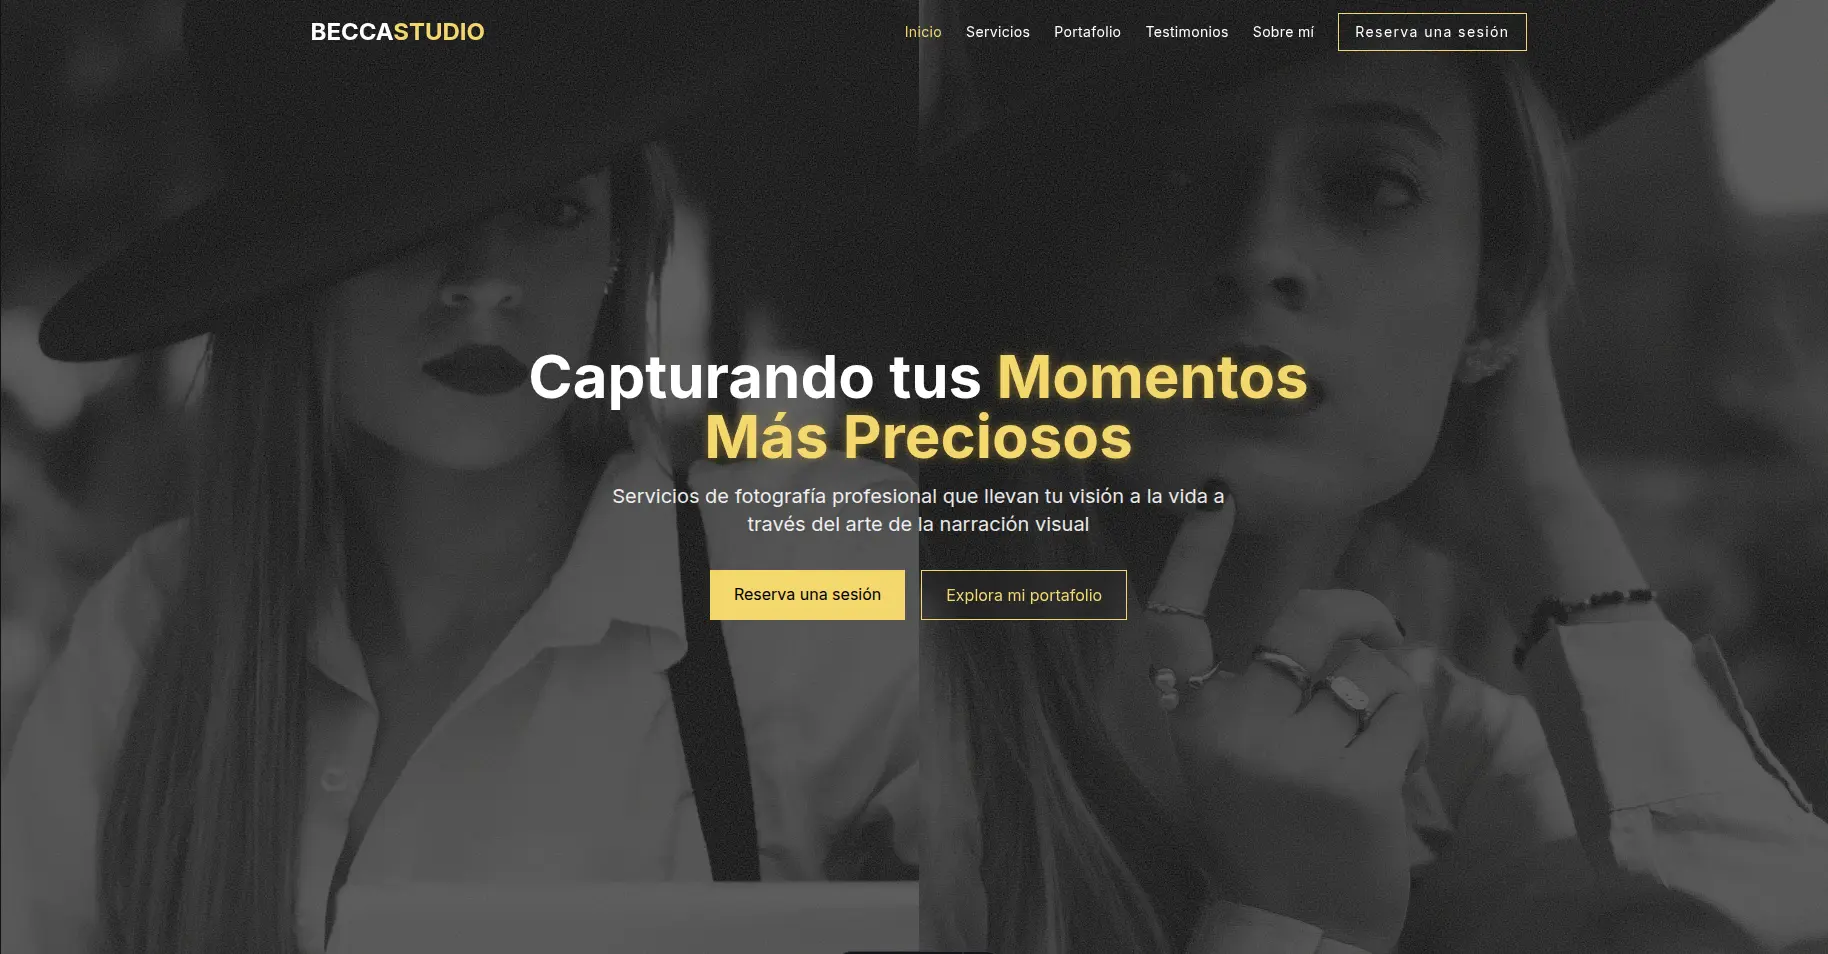 BECCASTUDIO
Inicio
Servicios
Portafolio
Testimonios
Sobre mí
Reserva una sesión
Capturando tus Momentos
Más Preciosos
Servicios de fotografía profesional que llevan tu visión a la vida a
través del arte de la narración visual
Reserva una sesión
Explora mi portafolio